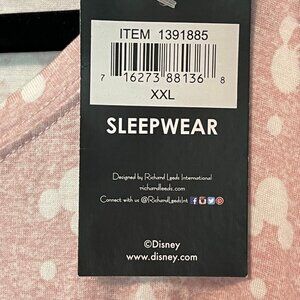 ITEM 1391885
7 16273 88136 8
XXL
SLEEPWEAR
Designed by Richard Leeds International
richardleeds.com
Connect with us @RichardLeedsInt
©Disney
www.disney.com